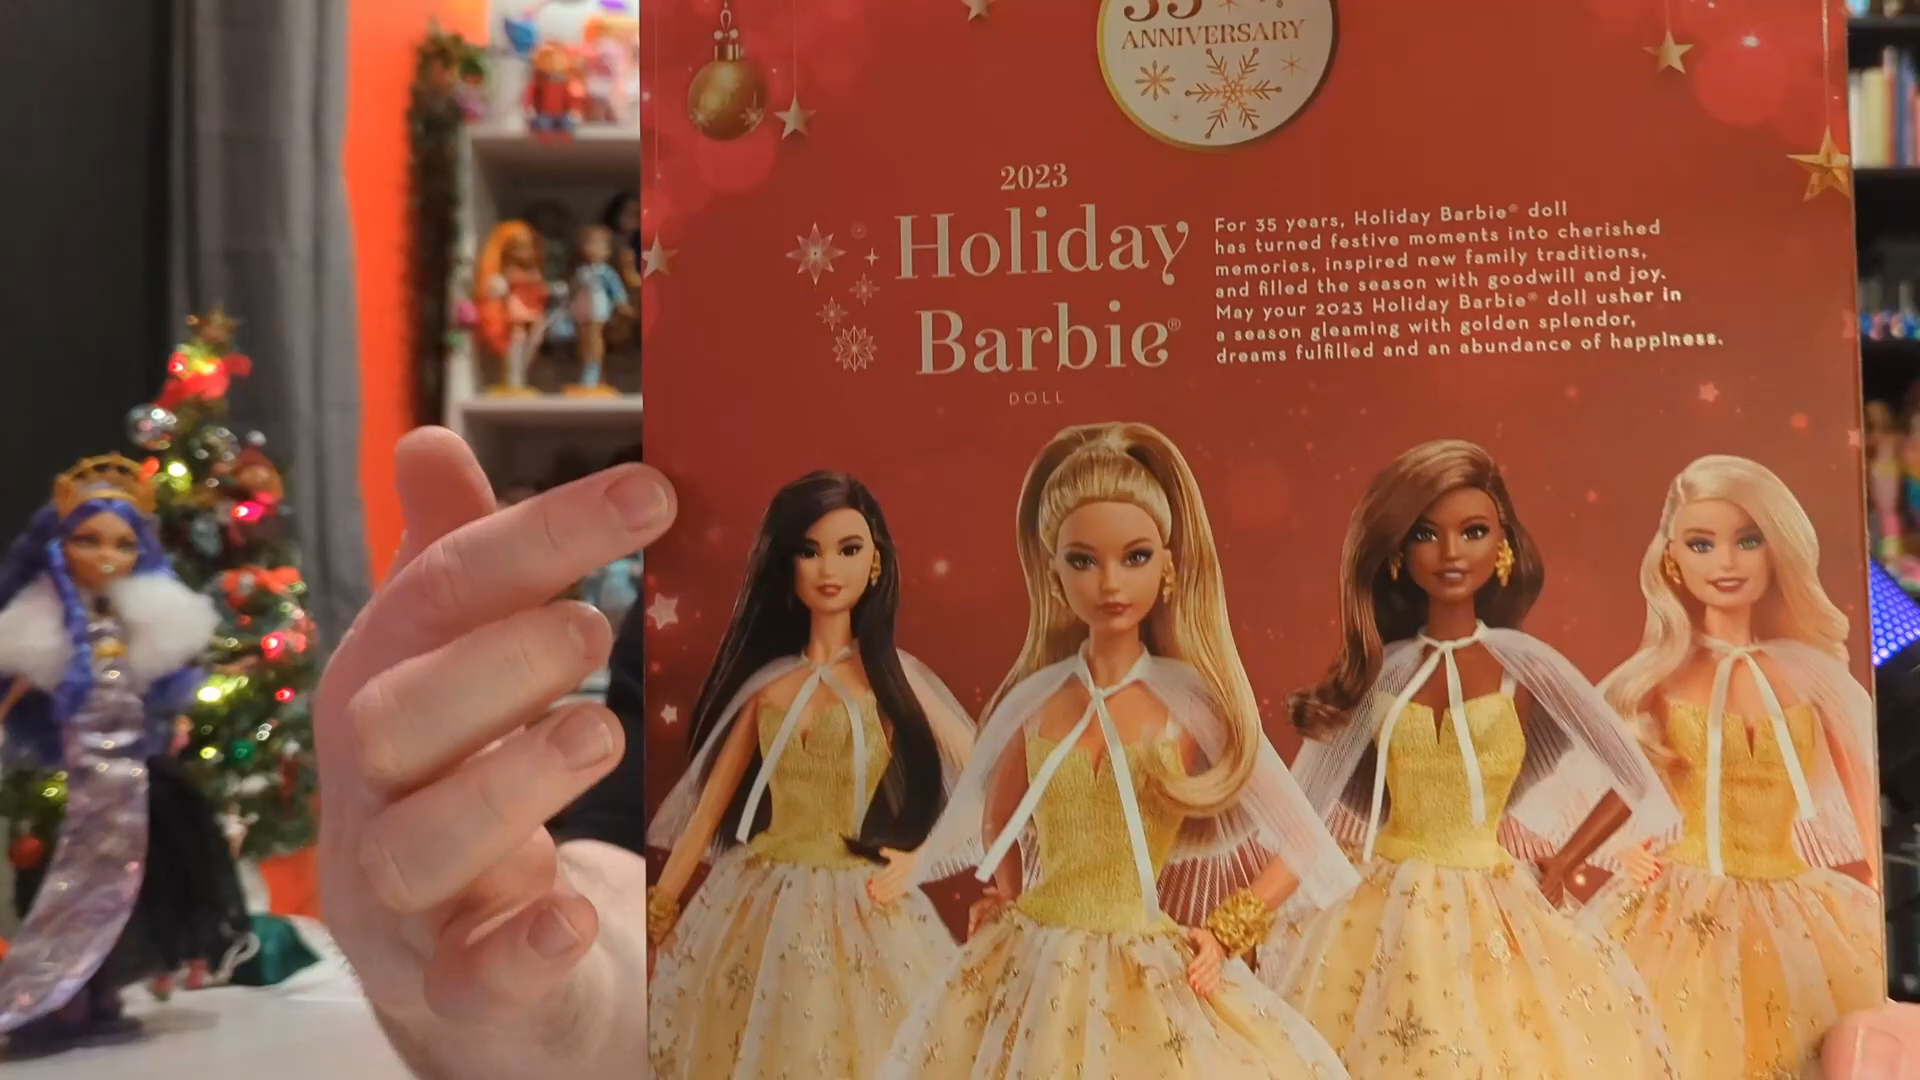 35
ANNIVERSARY
2023
Holiday
Barbie®
DOLL
For 35 years, Holiday Barbie® doll
has turned festive moments into cherished
memories, inspired new family traditions,
and filled the season with goodwill and joy.
May your 2023 Holiday Barbie® doll usher in
a season gleaming with golden splendor,
dreams fulfilled and an abundance of happiness.